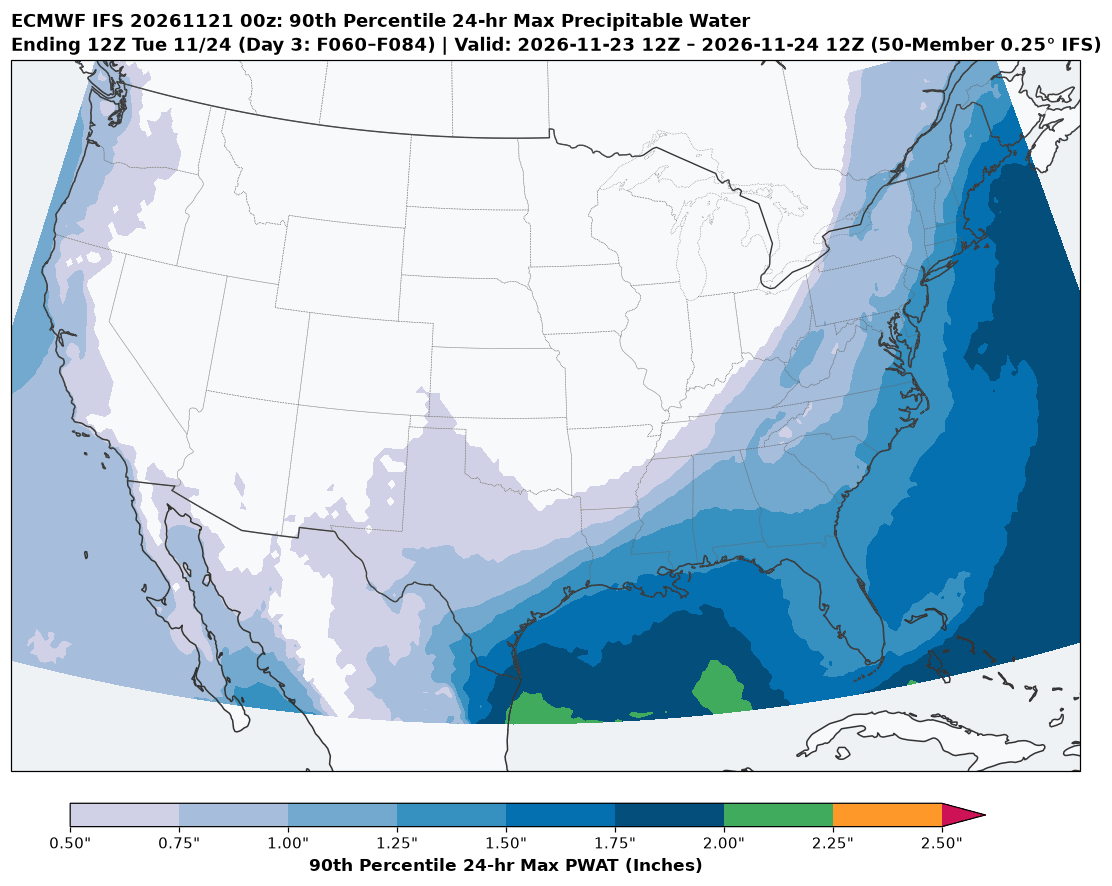 ECMWF IFS 20261121 00z: 90th Percentile 24-hr Max Precipitable Water
Ending 12Z Tue 11/24 (Day 3: F060–F084) | Valid: 2026-11-23 12Z – 2026-11-24 12Z (50-Member 0.25° IFS)
0.50" 0.75" 1.00" 1.25" 1.50" 1.75" 2.00" 2.25" 2.50"
90th Percentile 24-hr Max PWAT (Inches)